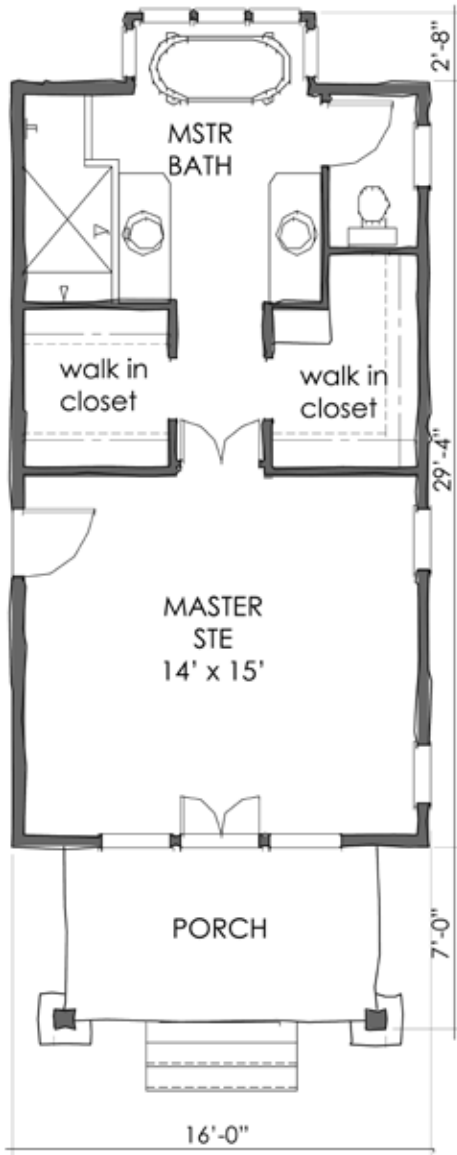 2'-8"
MSTR
BATH
walk in
closet
walk in
closet
29'-4"
MASTER
STE
14' x 15'
PORCH
7'-0"
16'-0"